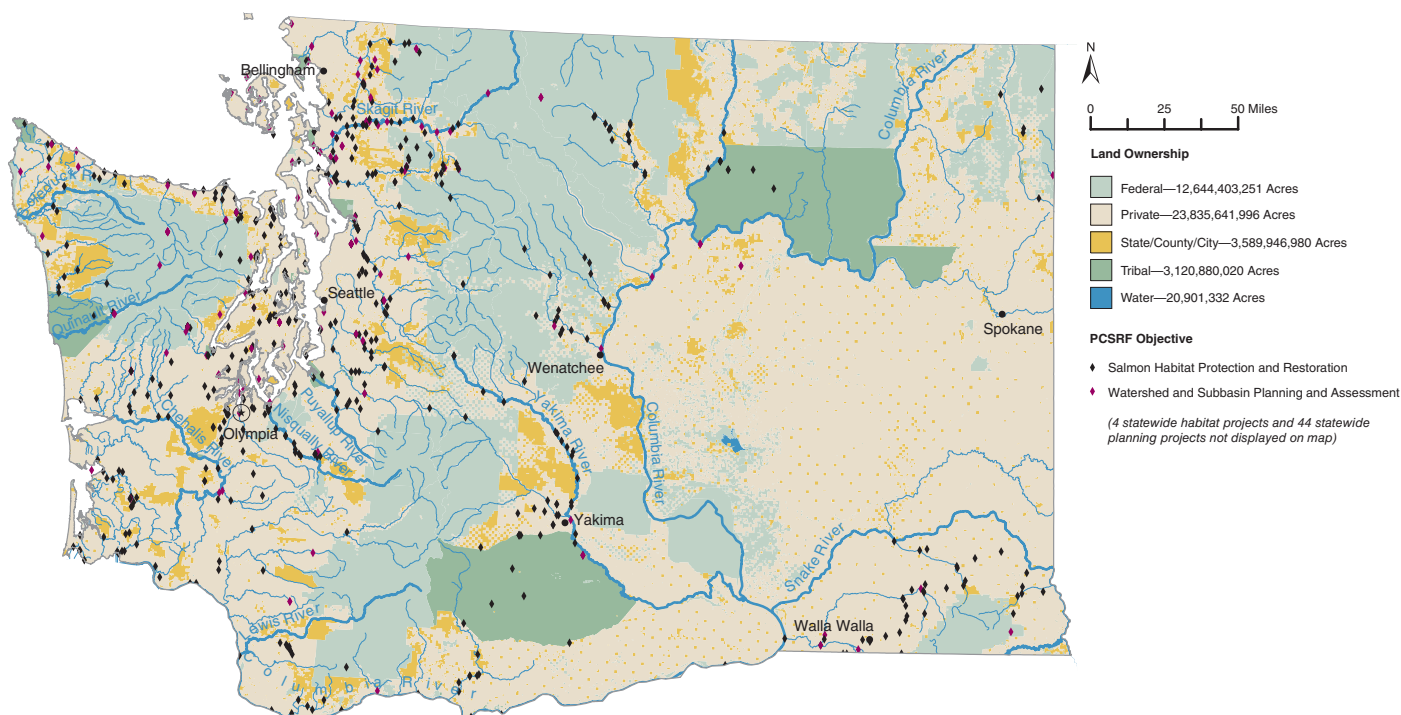 Bellingham
Skagit River
Columbia River
Soleduck R
Quinault River
Seattle
Spokane
Wenatchee
Yakima River
Columbia River
Chehalis River
Olympia
Nisqually River
Puyallup River
Yakima
Snake River
Walla Walla
ewis River
Columbia River
N
0 25 50 Miles
Land Ownership
Federal—12,644,403,251 Acres
Private—23,835,641,996 Acres
State/County/City—3,589,946,980 Acres
Tribal—3,120,880,020 Acres
Water—20,901,332 Acres
PCSRF Objective
Salmon Habitat Protection and Restoration
Watershed and Subbasin Planning and Assessment
(4 statewide habitat projects and 44 statewide
planning projects not displayed on map)